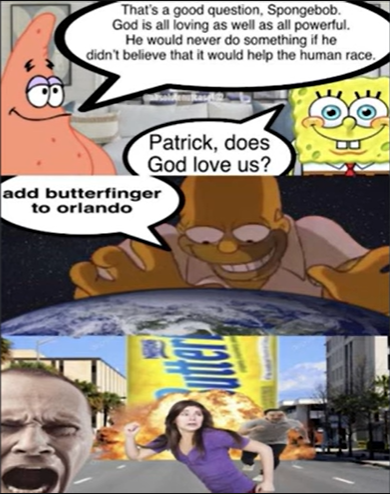 That's a good question, Spongebob.
God is all loving as well as all powerful.
He would never do something if he
didn't believe that it would help the human race.
Patrick, does
God love us?
add butterfinger
to orlando
Nestlé
utter